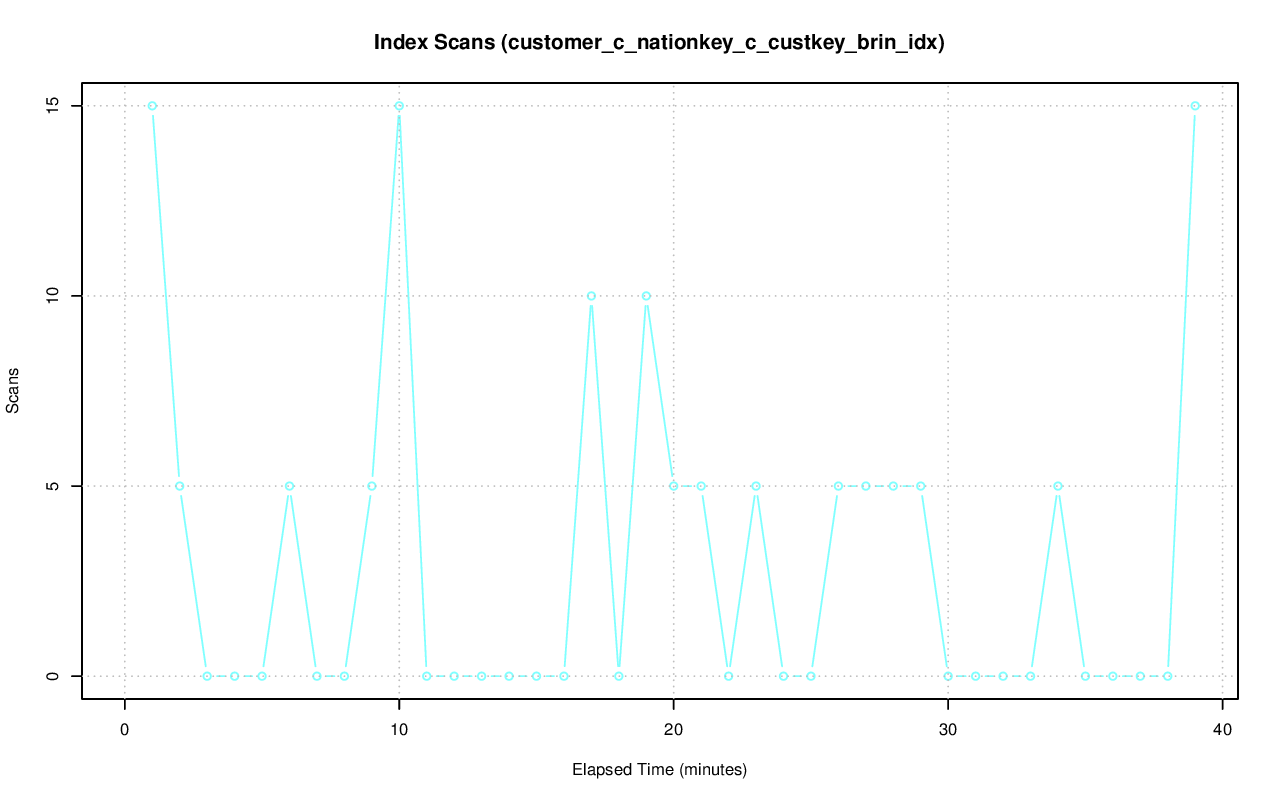 Index Scans (customer_c_nationkey_c_custkey_brin_idx)
15
10
5
0
Scans
0 10 20 30 40
Elapsed Time (minutes)